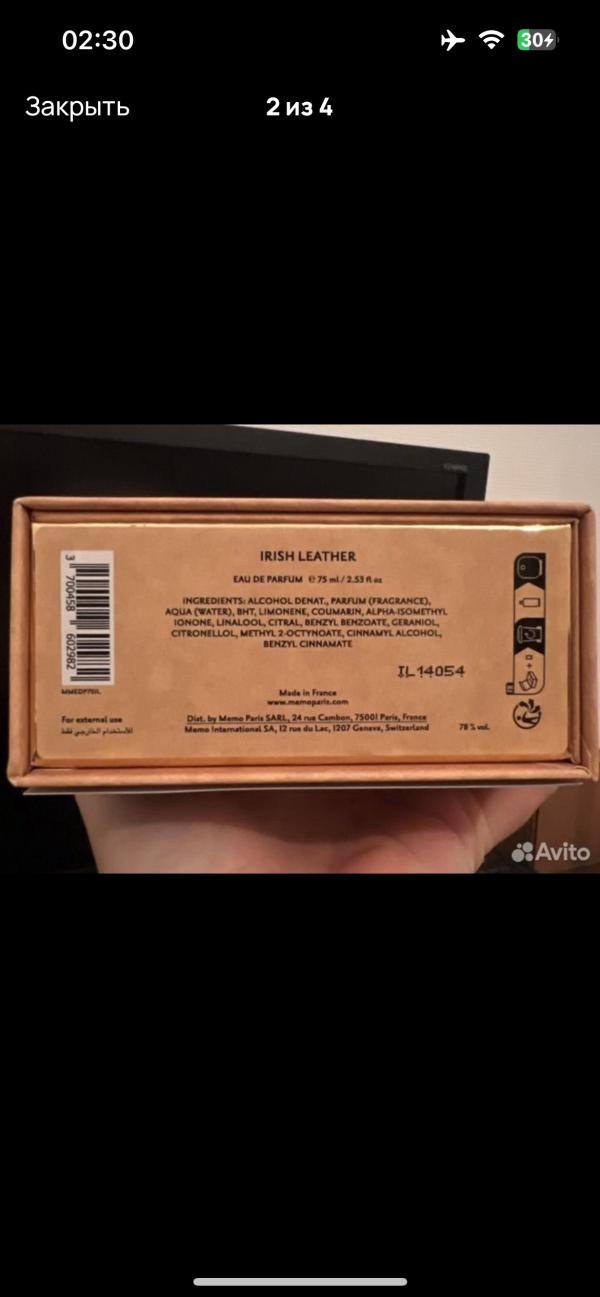 02:30
30
Закрыть
2 из 4
IRISH LEATHER
EAU DE PARFUM ℮ 75 ml / 2.53 fl oz
INGREDIENTS: ALCOHOL DENAT., PARFUM (FRAGRANCE),
AQUA (WATER), BHT, LIMONENE, COUMARIN, ALPHA-ISOMETHYL
IONONE, LINALOOL, CITRAL, BENZYL BENZOATE, GERANIOL,
CITRONELLOL, METHYL 2-OCTYNOATE, CINNAMYL ALCOHOL,
BENZYL CINNAMATE
3 700458 602982
IL14054
Made in France
www.memoparis.com
For external use
للاستخدام الخارجي فقط
Dist. by Memo Paris SARL, 24 rue Cambon, 75001 Paris, France
Memo International SA, 12 rue du Lac, 1207 Geneva, Switzerland
78 % vol.
Avito